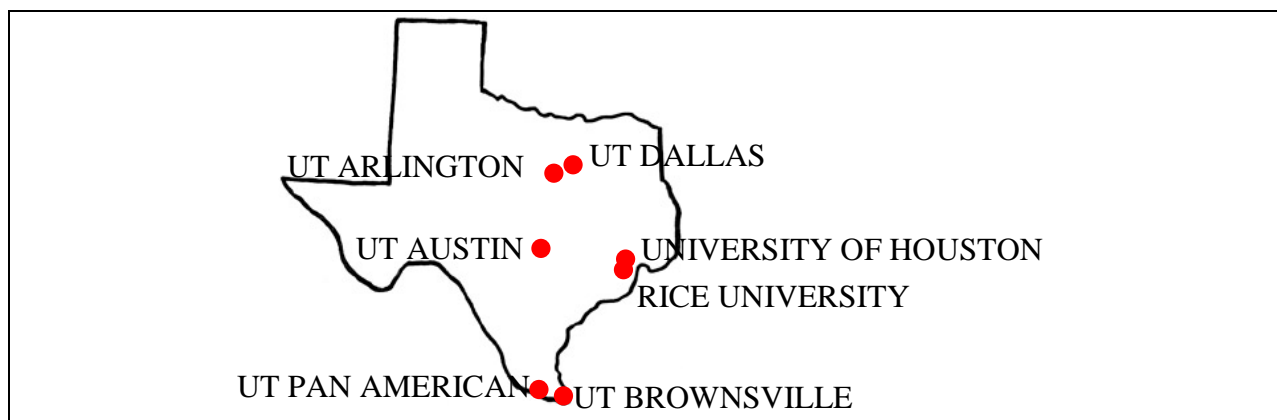 UT DALLAS
UT ARLINGTON
UT AUSTIN
UNIVERSITY OF HOUSTON
RICE UNIVERSITY
UT PAN AMERICAN
UT BROWNSVILLE